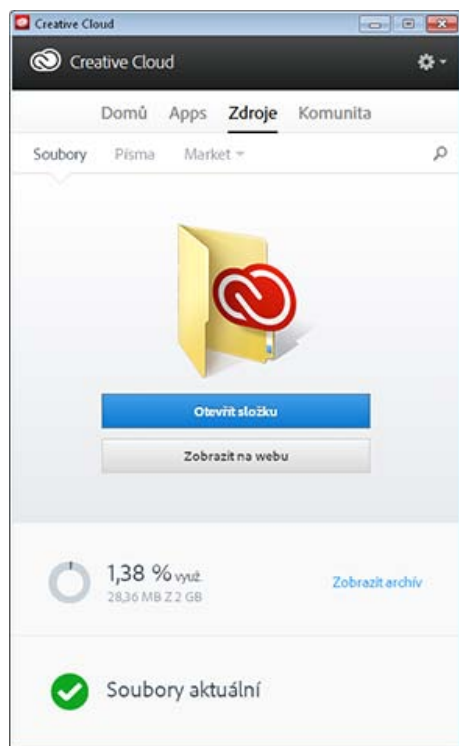 Creative Cloud
Creative Cloud
Domů Apps Zdroje Komunita
Soubory Písma Market
Otevřít složku
Zobrazit na webu
1,38 % využ.
28,36 MB Z 2 GB
Zobrazit archív
Soubory aktuální